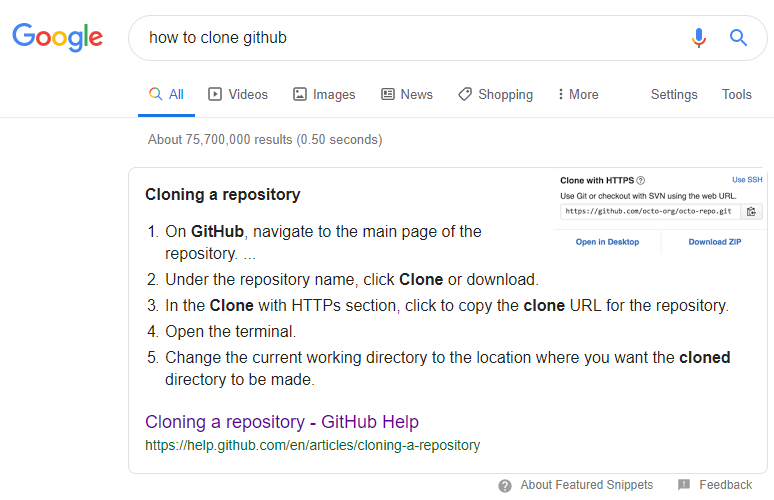 Google
how to clone github
All Videos Images News Shopping More Settings Tools
About 75,700,000 results (0.50 seconds)
Cloning a repository
1. On GitHub, navigate to the main page of the
repository. ...
2. Under the repository name, click Clone or download.
3. In the Clone with HTTPs section, click to copy the clone URL for the repository.
4. Open the terminal.
5. Change the current working directory to the location where you want the cloned
directory to be made.
Clone with HTTPS ? Use SSH
Use Git or checkout with SVN using the web URL.
https://github.com/octo-org/octo-repo.git
Open in Desktop Download ZIP
Cloning a repository - GitHub Help
https://help.github.com/en/articles/cloning-a-repository
About Featured Snippets Feedback